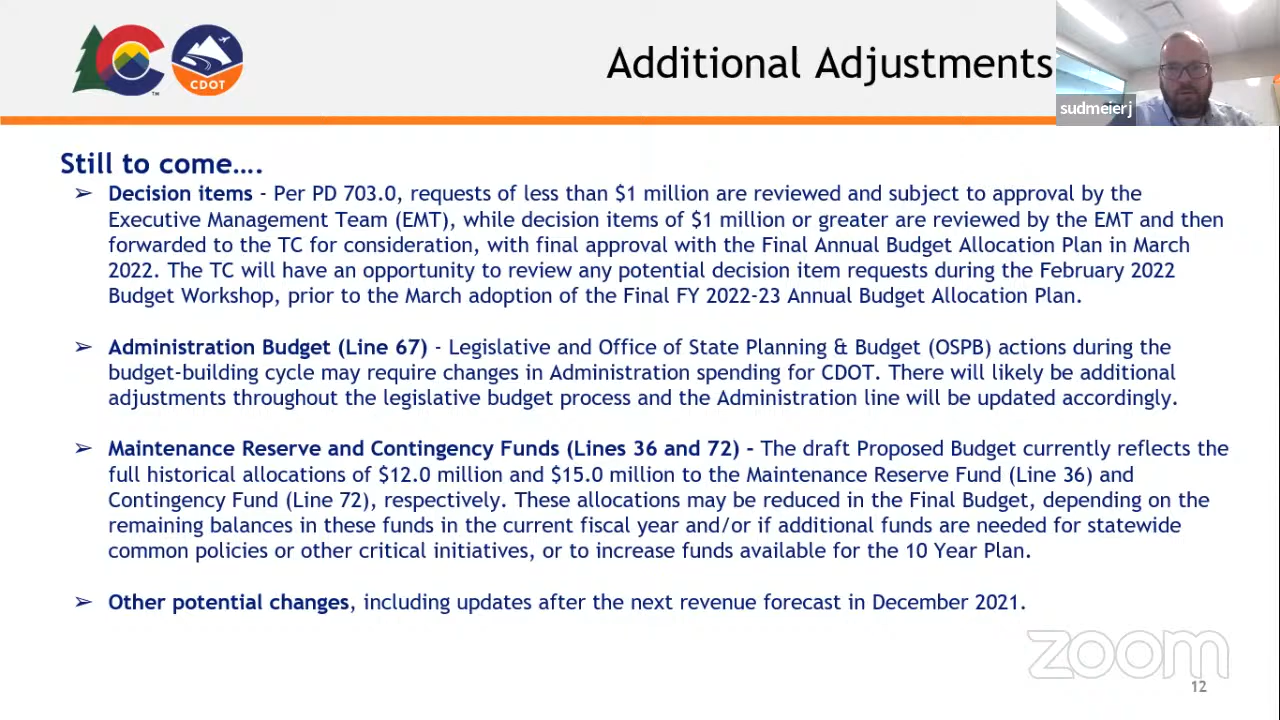 CDOT
TM
Additional Adjustments
sudmeierj
Still to come….
➢ Decision items - Per PD 703.0, requests of less than $1 million are reviewed and subject to approval by the
Executive Management Team (EMT), while decision items of $1 million or greater are reviewed by the EMT and then
forwarded to the TC for consideration, with final approval with the Final Annual Budget Allocation Plan in March
2022. The TC will have an opportunity to review any potential decision item requests during the February 2022
Budget Workshop, prior to the March adoption of the Final FY 2022-23 Annual Budget Allocation Plan.
➢ Administration Budget (Line 67) - Legislative and Office of State Planning & Budget (OSPB) actions during the
budget-building cycle may require changes in Administration spending for CDOT. There will likely be additional
adjustments throughout the legislative budget process and the Administration line will be updated accordingly.
➢ Maintenance Reserve and Contingency Funds (Lines 36 and 72) - The draft Proposed Budget currently reflects the
full historical allocations of $12.0 million and $15.0 million to the Maintenance Reserve Fund (Line 36) and
Contingency Fund (Line 72), respectively. These allocations may be reduced in the Final Budget, depending on the
remaining balances in these funds in the current fiscal year and/or if additional funds are needed for statewide
common policies or other critical initiatives, or to increase funds available for the 10 Year Plan.
➢ Other potential changes, including updates after the next revenue forecast in December 2021.
zoom
12